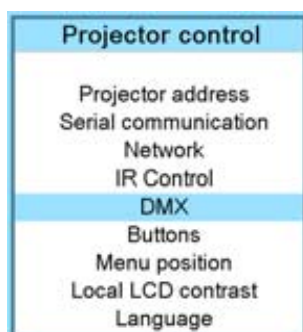 Projector control
Projector address
Serial communication
Network
IR Control
DMX
Buttons
Menu position
Local LCD contrast
Language